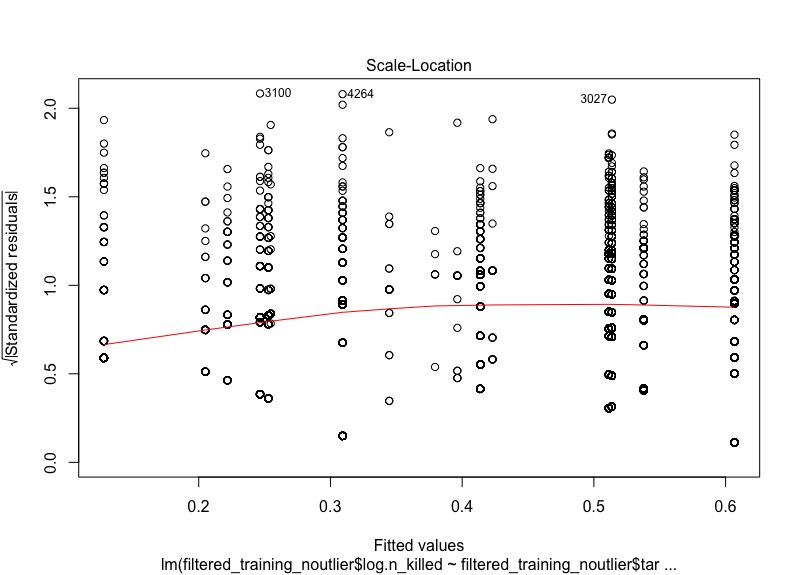 Scale-Location
3100
4264
3027
√|Standardized residuals|
2.0
1.5
1.0
0.5
0.0
0.2 0.3 0.4 0.5 0.6
Fitted values
lm(filtered_training_noutlier$log.n_killed ~ filtered_training_noutlier$tar ...